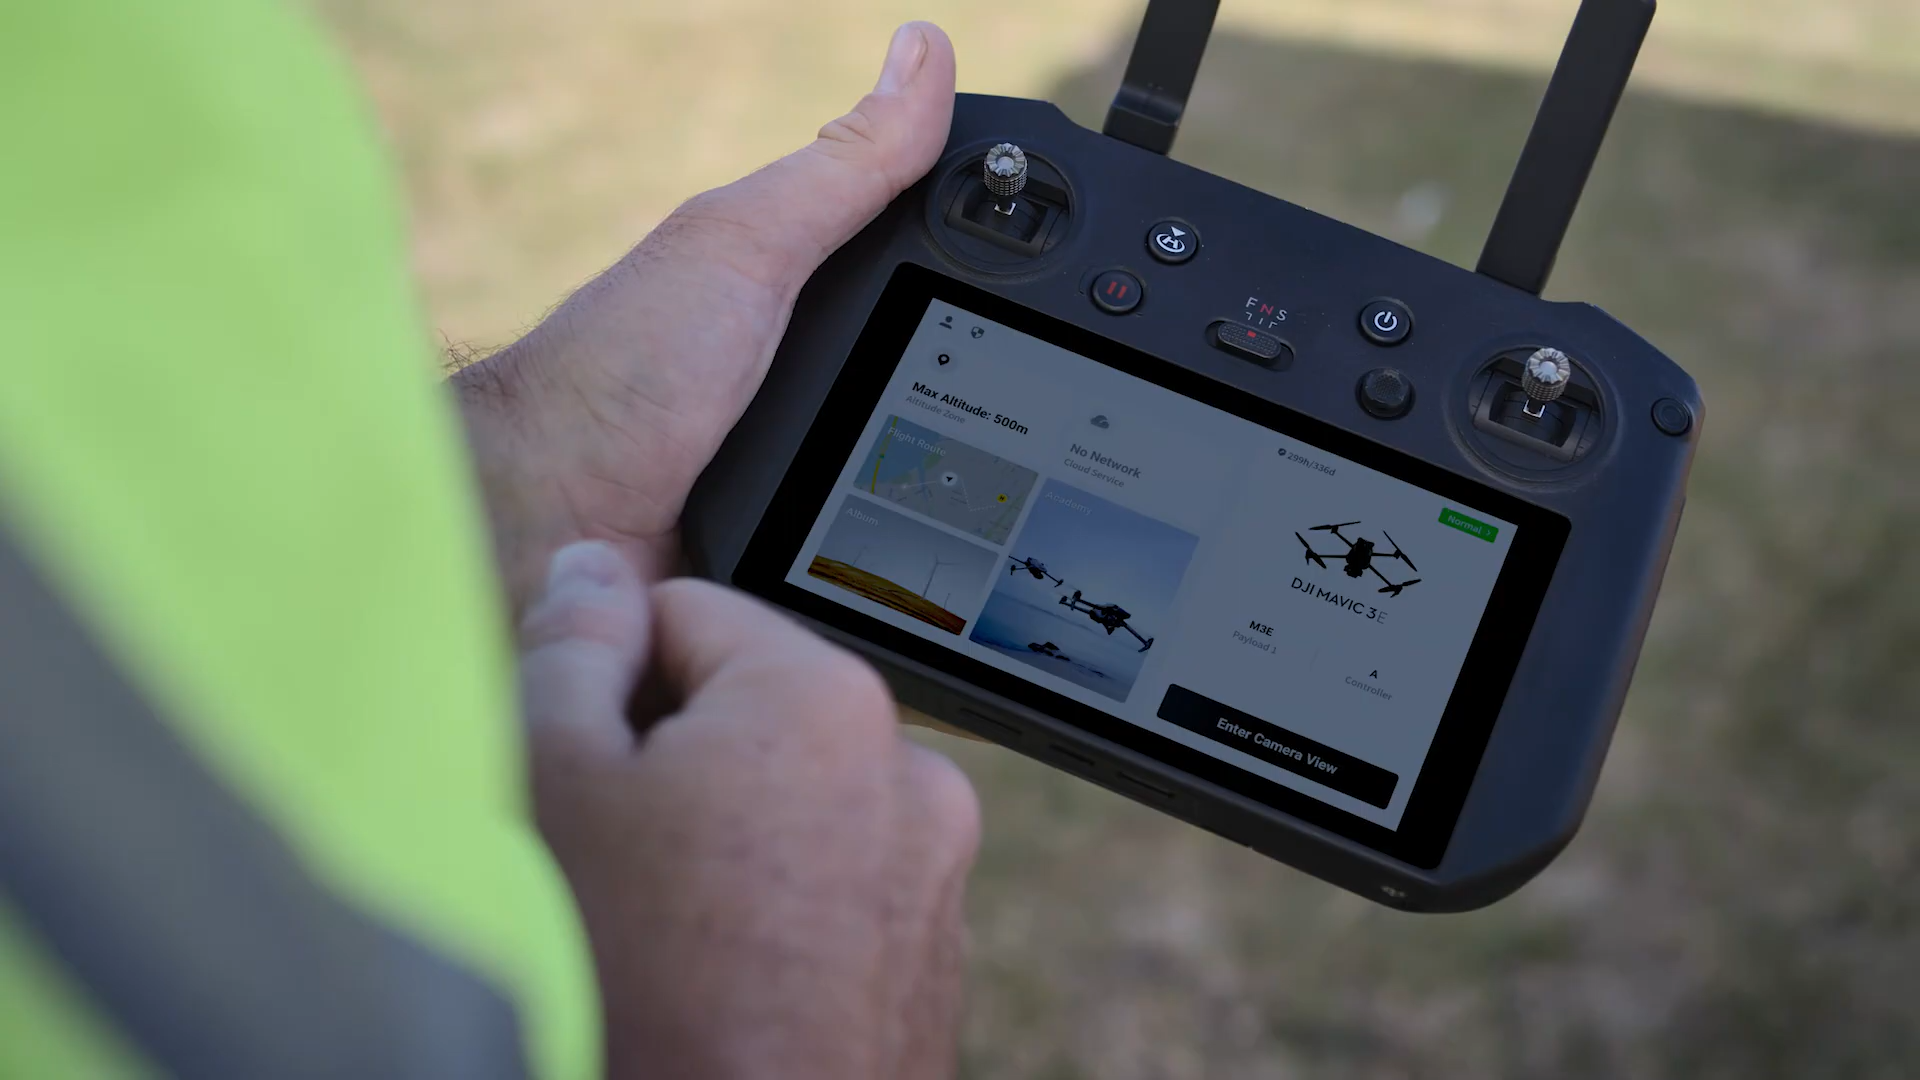 F N S
Max Altitude: 500m
Altitude Zone
Flight Route
Album
No Network
Cloud Service
Academy
299h/336d
Normal
DJI MAVIC 3E
M3E
Payload 1
A
Controller
Enter Camera View